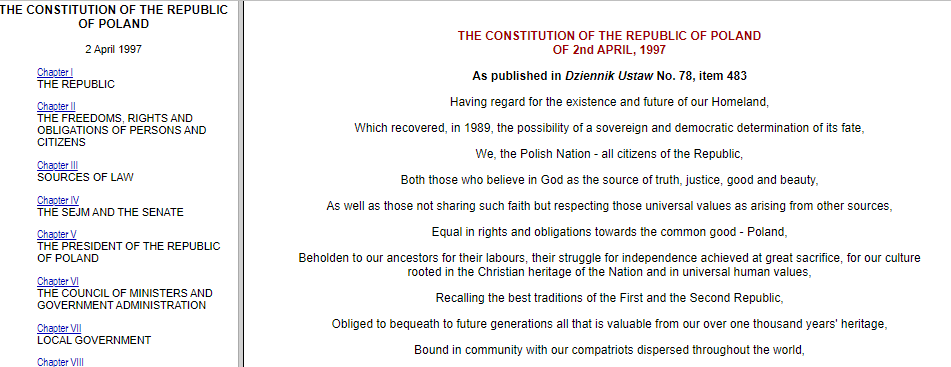 THE CONSTITUTION OF THE REPUBLIC
OF POLAND
2 April 1997
Chapter I
THE REPUBLIC
Chapter II
THE FREEDOMS, RIGHTS AND
OBLIGATIONS OF PERSONS AND
CITIZENS
Chapter III
SOURCES OF LAW
Chapter IV
THE SEJM AND THE SENATE
Chapter V
THE PRESIDENT OF THE REPUBLIC
OF POLAND
Chapter VI
THE COUNCIL OF MINISTERS AND
GOVERNMENT ADMINISTRATION
Chapter VII
LOCAL GOVERNMENT
Chapter VIII
THE CONSTITUTION OF THE REPUBLIC OF POLAND
OF 2nd APRIL, 1997
As published in Dziennik Ustaw No. 78, item 483
Having regard for the existence and future of our Homeland,
Which recovered, in 1989, the possibility of a sovereign and democratic determination of its fate,
We, the Polish Nation - all citizens of the Republic,
Both those who believe in God as the source of truth, justice, good and beauty,
As well as those not sharing such faith but respecting those universal values as arising from other sources,
Equal in rights and obligations towards the common good - Poland,
Beholden to our ancestors for their labours, their struggle for independence achieved at great sacrifice, for our culture
rooted in the Christian heritage of the Nation and in universal human values,
Recalling the best traditions of the First and the Second Republic,
Obliged to bequeath to future generations all that is valuable from our over one thousand years' heritage,
Bound in community with our compatriots dispersed throughout the world,